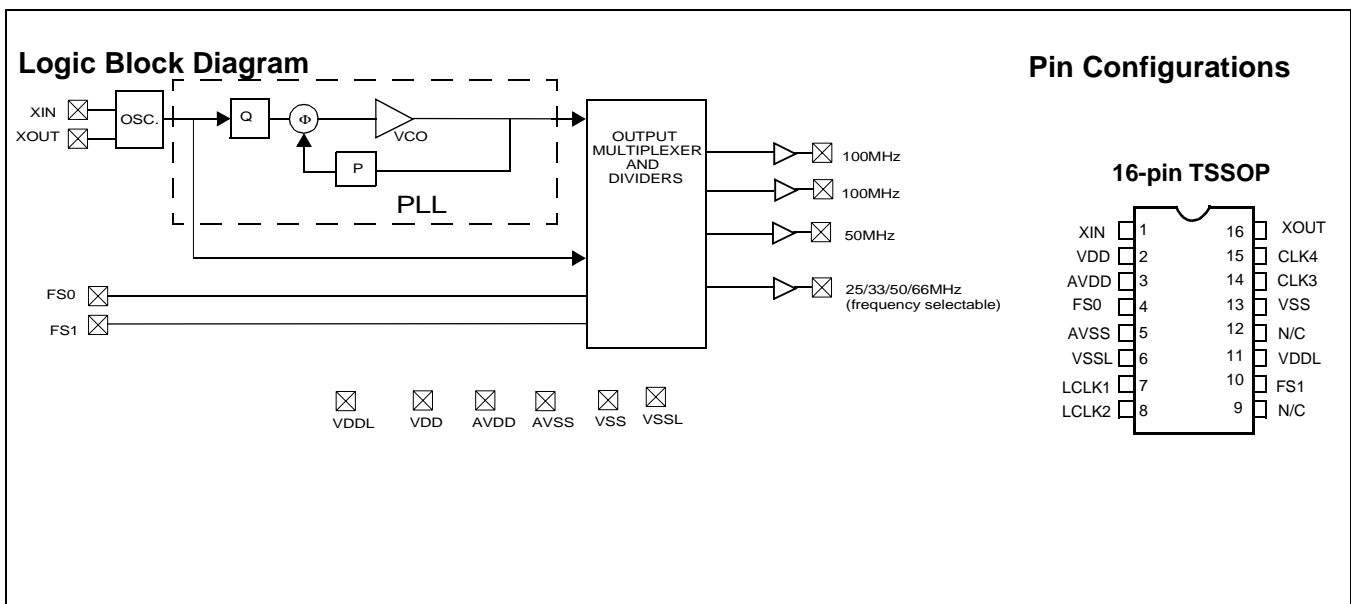 Logic Block Diagram
XIN
XOUT
OSC.
Q
Φ
VCO
P
PLL
OUTPUT
MULTIPLEXER
AND
DIVIDERS
100MHz
100MHz
50MHz
25/33/50/66MHz
(frequency selectable)
FS0
FS1
VDDL
VDD
AVDD
AVSS
VSS
VSSL
Pin Configurations
16-pin TSSOP
XIN 1 16 XOUT
VDD 2 15 CLK4
AVDD 3 14 CLK3
FS0 4 13 VSS
AVSS 5 12 N/C
VSSL 6 11 VDDL
LCLK1 7 10 FS1
LCLK2 8 9 N/C